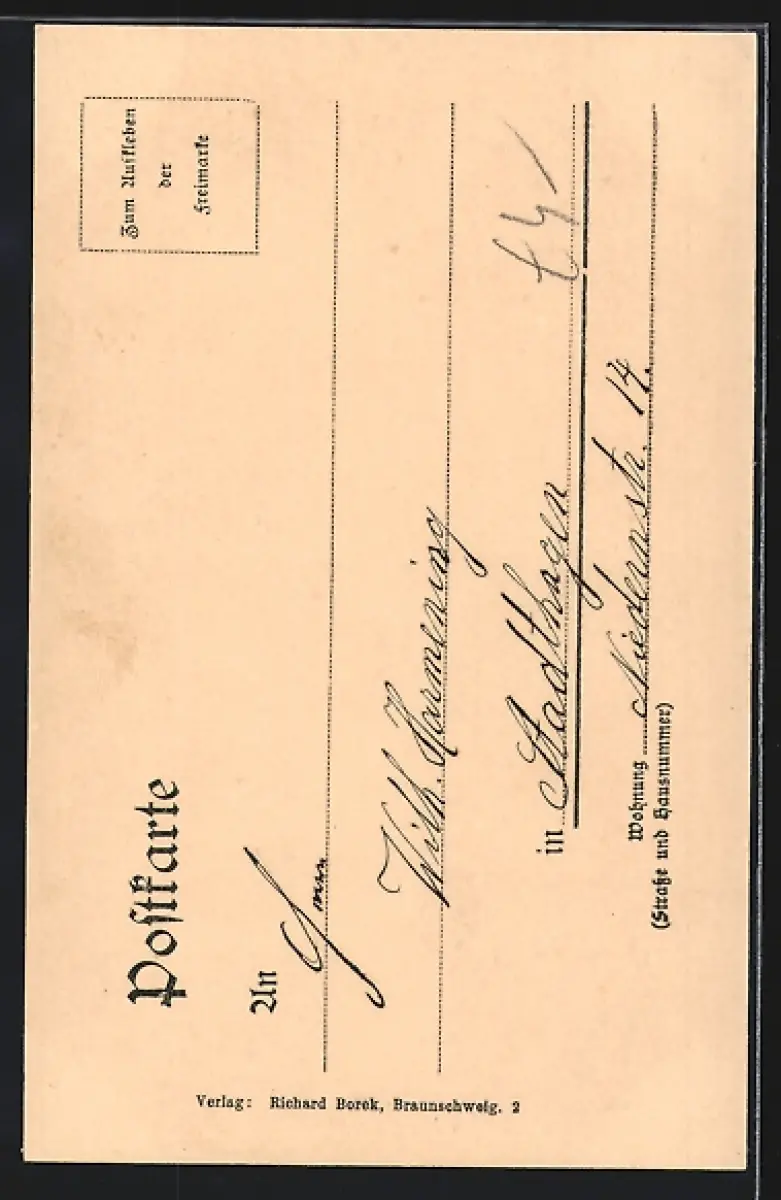 Postkarte
Zum Aufkleben
der
Freimarke
An
Wilh. Harmening
in Stadthagen
Wohnung Niedernstr. 14.
(Straße und Hausnummer)
Verlag: Richard Borek, Braunschweig. 2